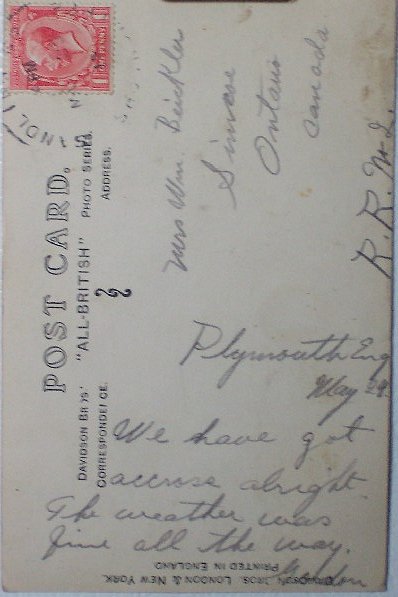 POST CARD.
DAVIDSON BROS' "ALL-BRITISH" PHOTO SERIES.
CORRESPONDENCE.
ADDRESS.
Mrs Wm. Beickler
Simcoe
Ontario
Canada
R. R. No 2.
Plymouth Eng
May 29.
We have got
accrose alright.
The weather was
fine all the way.
DAVIDSON BROS. LONDON & NEW YORK.
PRINTED IN ENGLAND